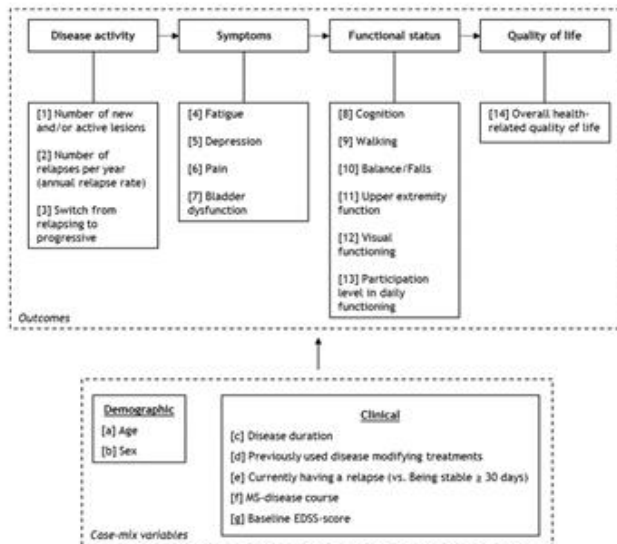 Disease activity
Symptoms
Functional status
Quality of life
[1] Number of new
and/or active lesions
[2] Number of
relapses per year
(annual relapse rate)
[3] Switch from
relapsing to
progressive
[4] Fatigue
[5] Depression
[6] Pain
[7] Bladder
dysfunction
[8] Cognition
[9] Walking
[10] Balance/Falls
[11] Upper extremity
function
[12] Visual
functioning
[13] Participation
level in daily
functioning
[14] Overall health-
related quality of life
Outcomes
Demographic
[a] Age
[b] Sex
Clinical
[c] Disease duration
[d] Previously used disease modifying treatments
[e] Currently having a relapse (vs. Being stable ≥ 30 days)
[f] MS-disease course
[g] Baseline EDSS-score
Case-mix variables